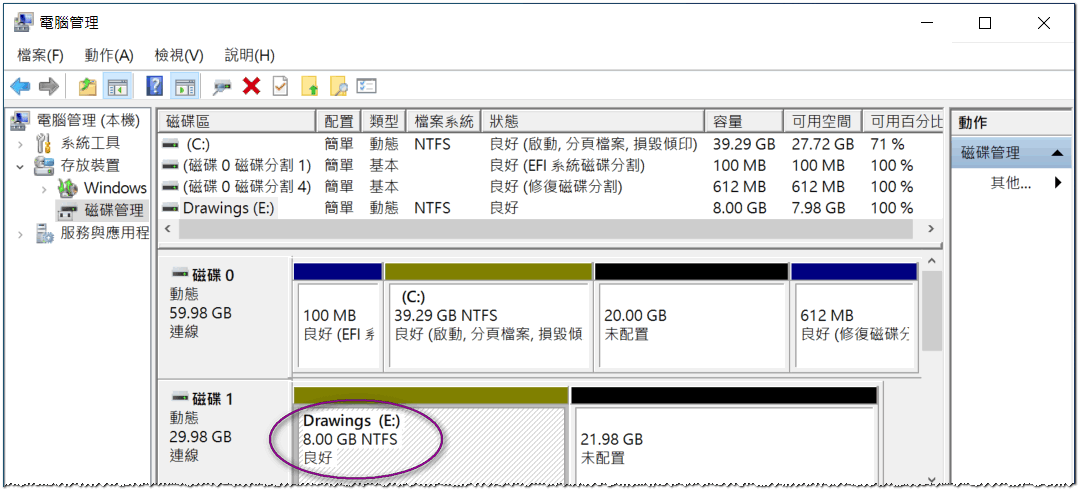 電腦管理
檔案(F) 動作(A) 檢視(V) 說明(H)
電腦管理 (本機)
系統工具
存放裝置
Windows
磁碟管理
服務與應用程
磁碟區 配置 類型 檔案系統 狀態 容量 可用空間 可用百分比
(C:) 簡單 動態 NTFS 良好 (啟動, 分頁檔案, 損毀傾印) 39.29 GB 27.72 GB 71 %
(磁碟 0 磁碟分割 1) 簡單 基本 良好 (EFI 系統磁碟分割) 100 MB 100 MB 100 %
(磁碟 0 磁碟分割 4) 簡單 基本 良好 (修復磁碟分割) 612 MB 612 MB 100 %
Drawings (E:) 簡單 動態 NTFS 良好 8.00 GB 7.98 GB 100 %
動作
磁碟管理
其他...
磁碟 0
動態
59.98 GB
連線
100 MB
良好 (EFI 系
(C:)
39.29 GB NTFS
良好 (啟動, 分頁檔案, 損毀傾
20.00 GB
未配置
612 MB
良好 (修復磁碟分
磁碟 1
動態
29.98 GB
連線
Drawings (E:)
8.00 GB NTFS
良好
21.98 GB
未配置